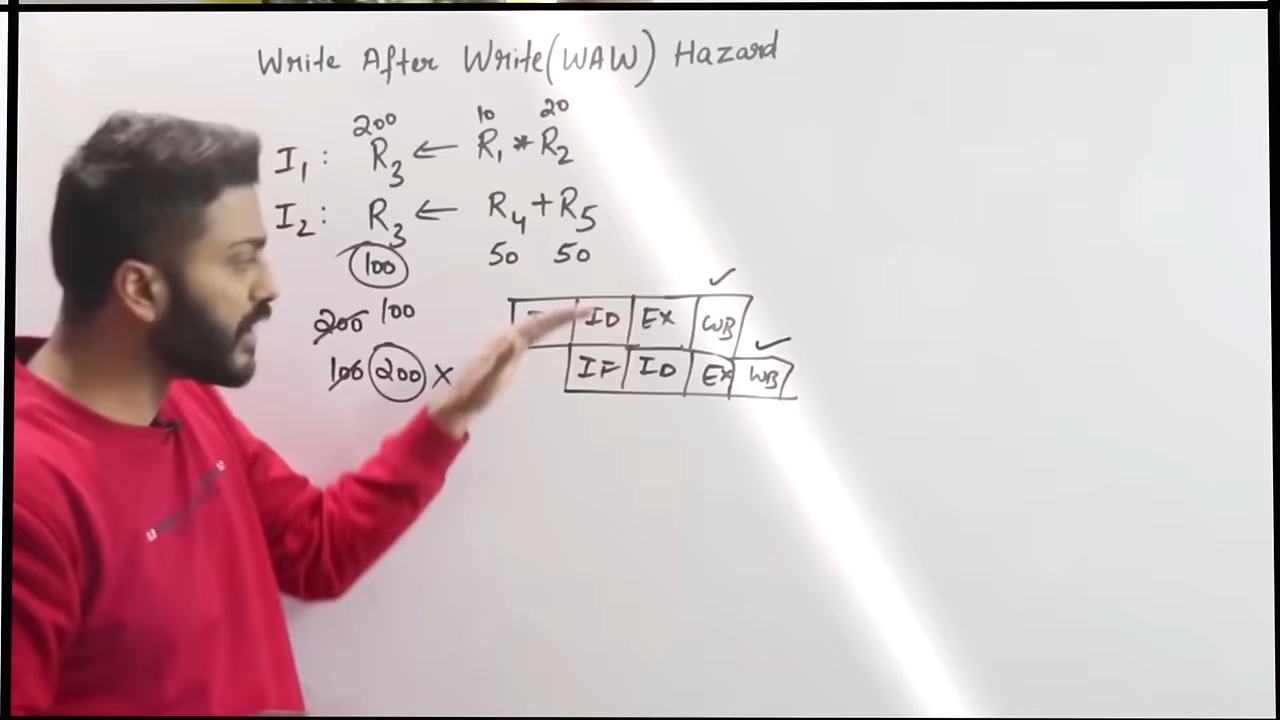 Write After Write (WAW) Hazard
200 10 20
I1: R3 ← R1 * R2
I2: R3 ← R4 + R5
100 50 50
200 100
100 200 X
ID EX WB
IF ID EX WB